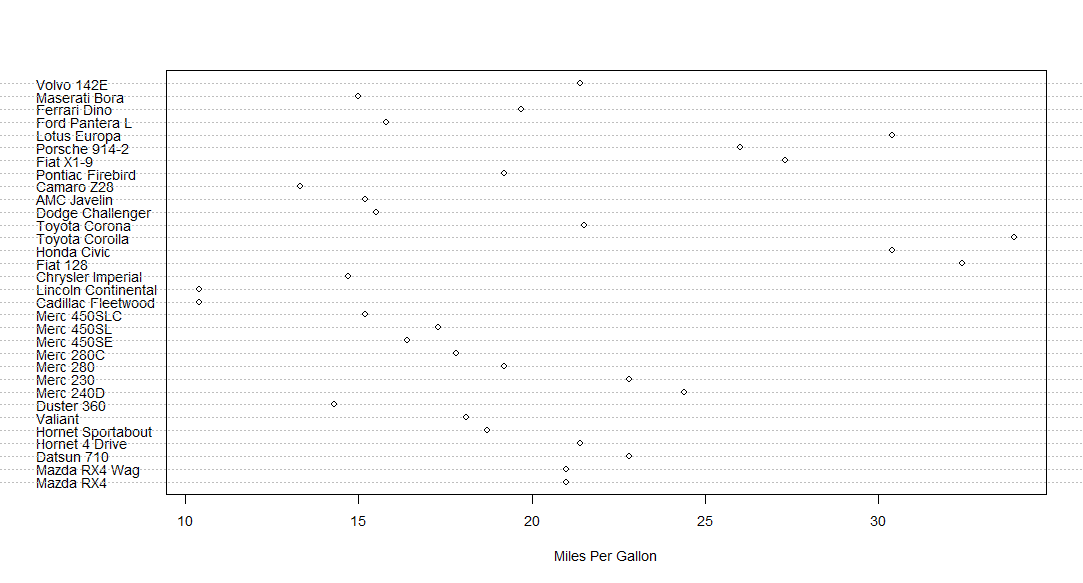 Volvo 142E
Maserati Bora
Ferrari Dino
Ford Pantera L
Lotus Europa
Porsche 914-2
Fiat X1-9
Pontiac Firebird
Camaro Z28
AMC Javelin
Dodge Challenger
Toyota Corona
Toyota Corolla
Honda Civic
Fiat 128
Chrysler Imperial
Lincoln Continental
Cadillac Fleetwood
Merc 450SLC
Merc 450SL
Merc 450SE
Merc 280C
Merc 280
Merc 230
Merc 240D
Duster 360
Valiant
Hornet Sportabout
Hornet 4 Drive
Datsun 710
Mazda RX4 Wag
Mazda RX4
10 15 20 25 30
Miles Per Gallon